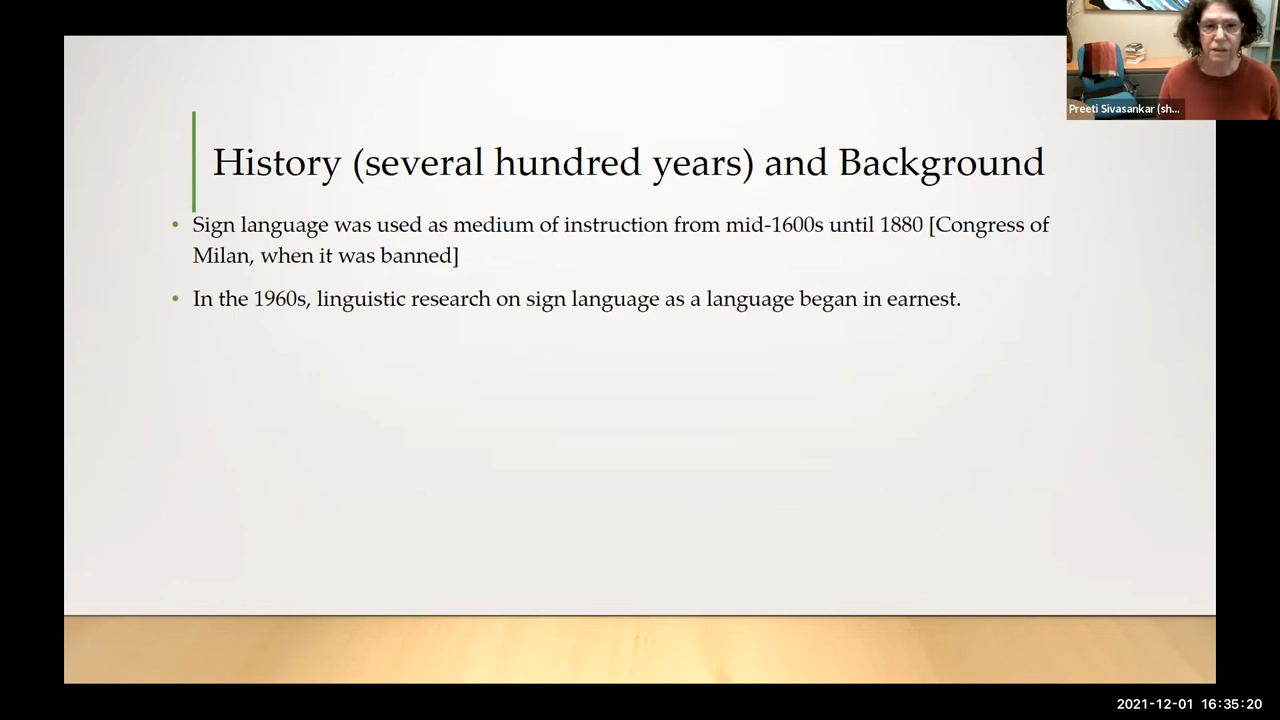 Preeti Sivasankar (sh...
History (several hundred years) and Background
• Sign language was used as medium of instruction from mid-1600s until 1880 [Congress of
Milan, when it was banned]
• In the 1960s, linguistic research on sign language as a language began in earnest.
2021-12-01 16:35:20